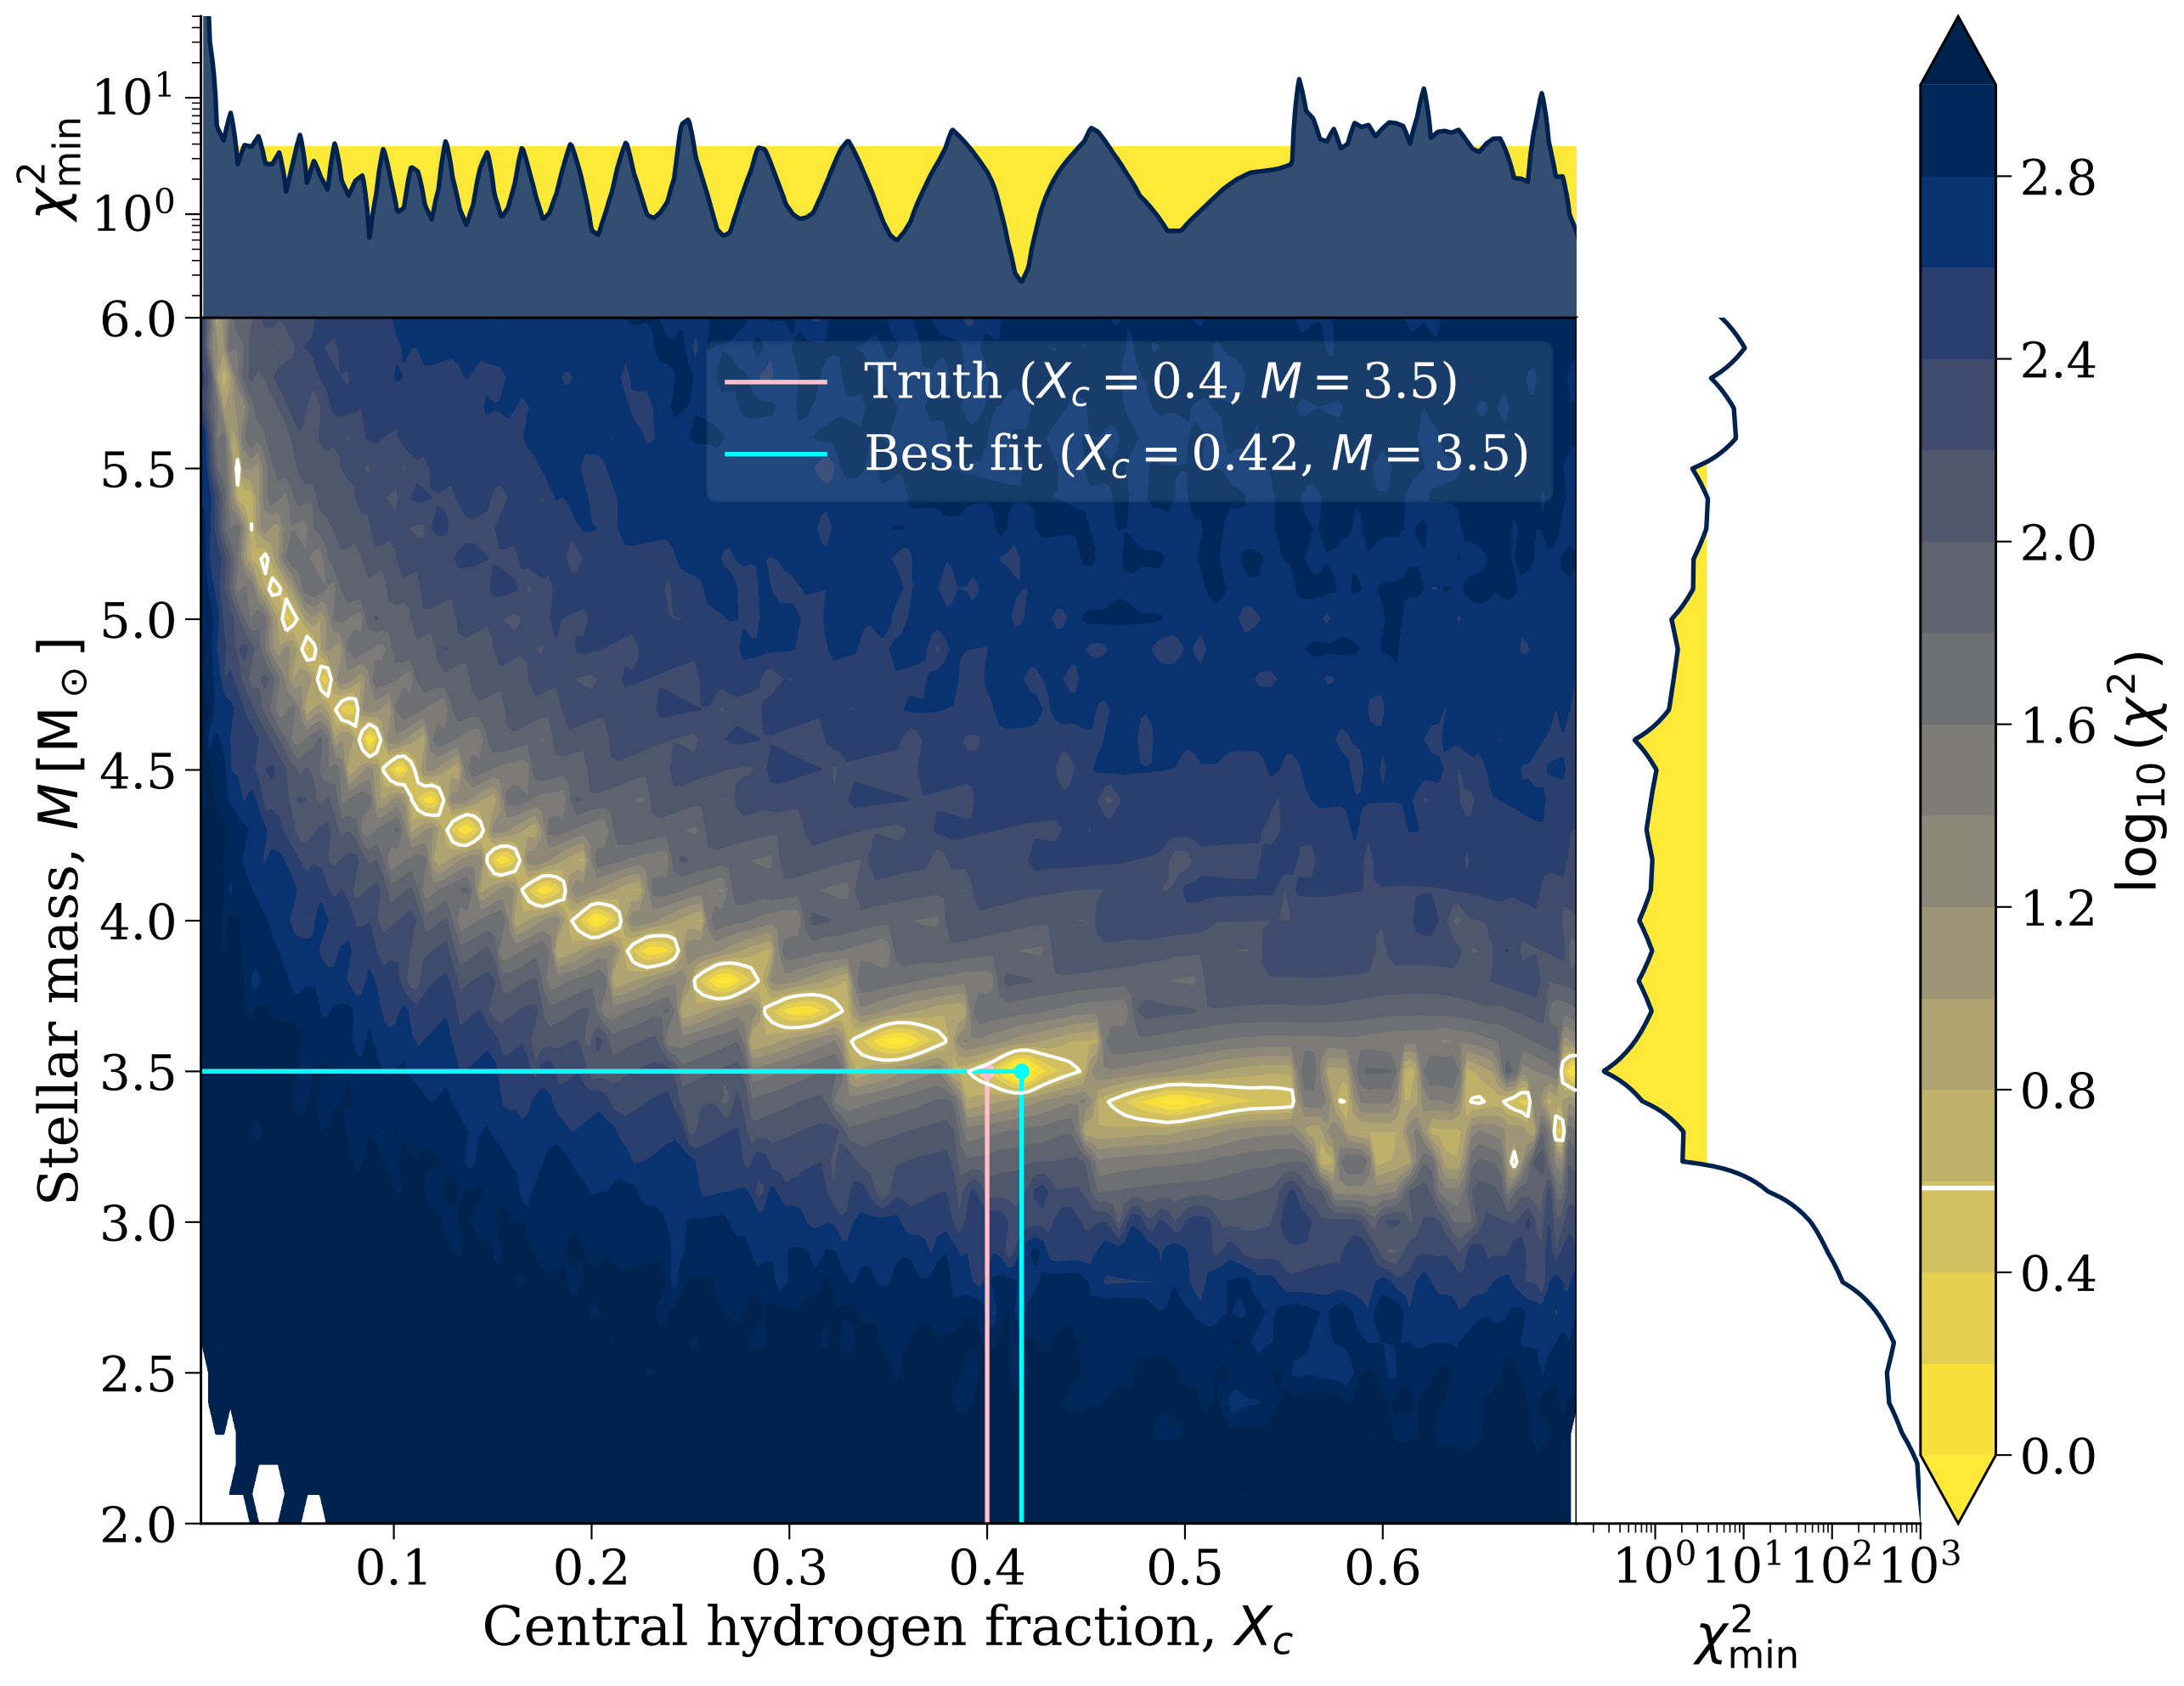 χ²min
10¹
10⁰
6.0
5.5
5.0
4.5
4.0
3.5
3.0
2.5
2.0
Stellar mass, M [M⊙]
Truth (Xc = 0.4, M = 3.5)
Best fit (Xc = 0.42, M = 3.5)
0.1 0.2 0.3 0.4 0.5 0.6
Central hydrogen fraction, Xc
10⁰ 10¹ 10² 10³
χ²min
2.8
2.4
2.0
1.6
1.2
0.8
0.4
0.0
log₁₀ (χ²)